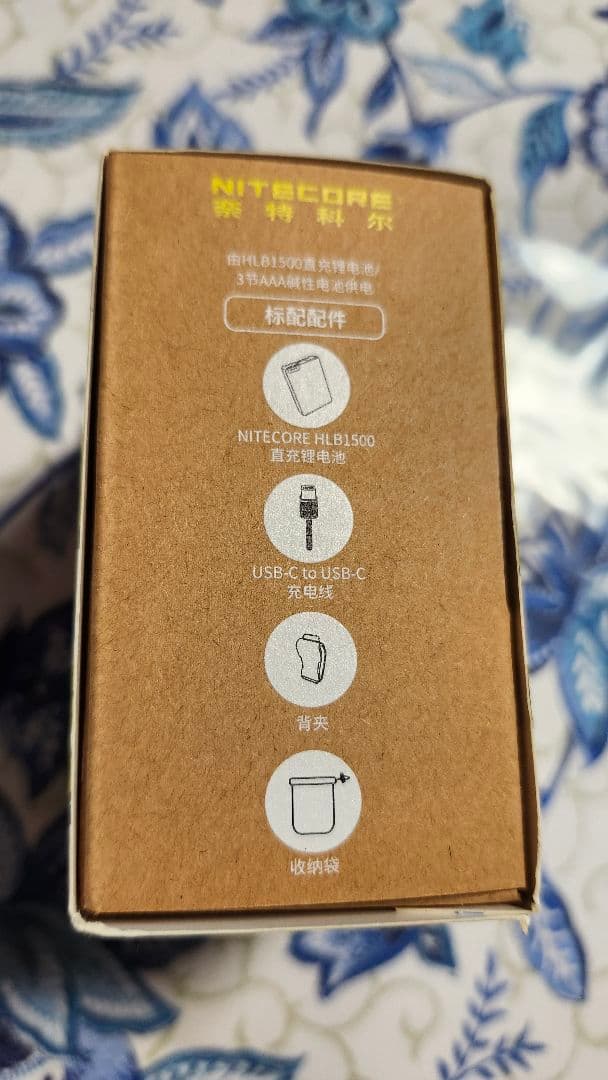 NITECORE
奈特科尔
由HLB1500直充锂电池/
3节AAA碱性电池供电
标配配件
NITECORE HLB1500
直充锂电池
USB-C to USB-C
充电线
背夹
收纳袋